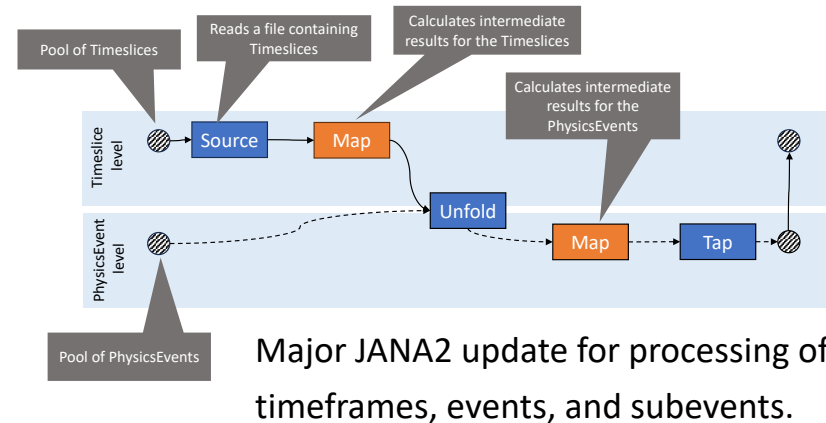 Pool of Timeslices
Reads a file containing
Timeslices
Calculates intermediate
results for the Timeslices
Calculates intermediate
results for the
PhysicsEvents
Timeslice
level
Source
Map
Unfold
PhysicsEvent
level
Map
Tap
Pool of PhysicsEvents
Major JANA2 update for processing of
timeframes, events, and subevents.